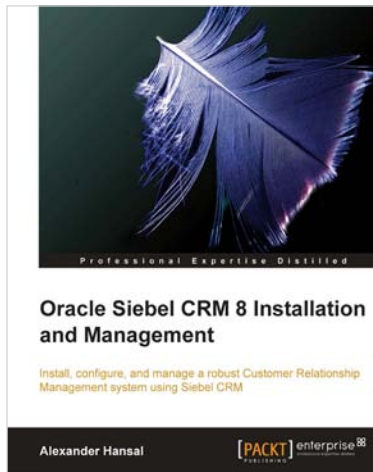 Professional Expertise Distilled
Oracle Siebel CRM 8 Installation
and Management
Install, configure, and manage a robust Customer Relationship
Management system using Siebel CRM
Alexander Hansal
[PACKT] enterprise
PUBLISHING